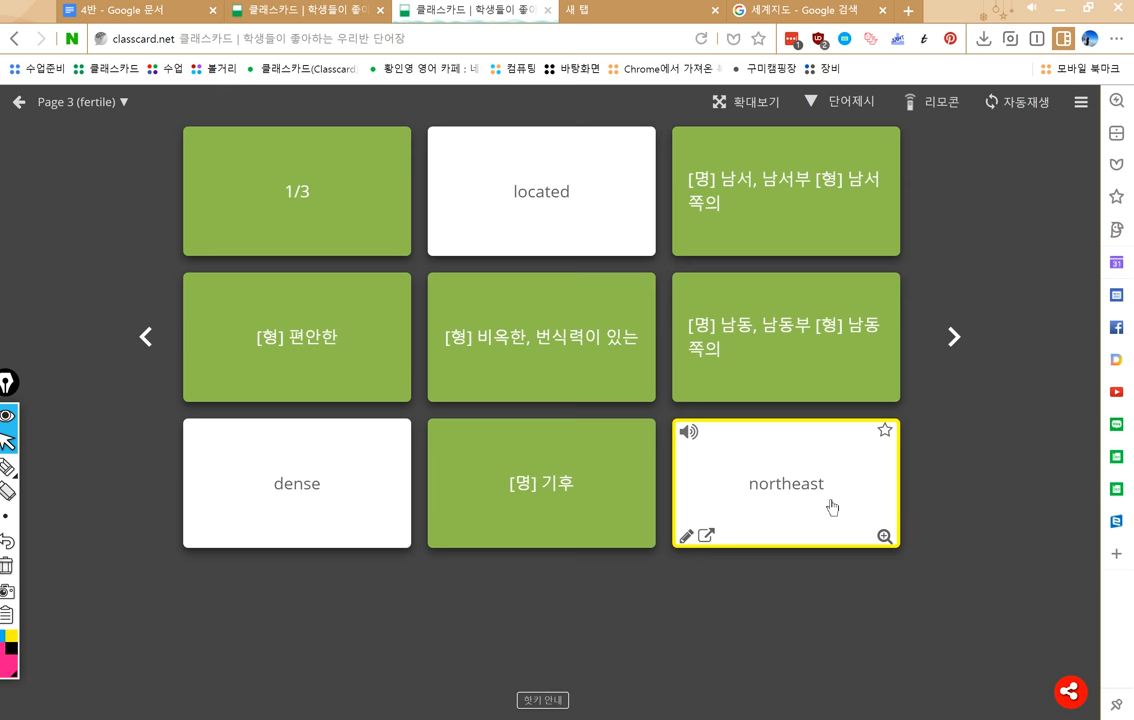 4반 - Google 문서
클래스카드 | 학생들이 좋아
클래스카드 | 학생들이 좋아
새 탭
세계지도 - Google 검색
classcard.net 클래스카드 | 학생들이 좋아하는 우리반 단어장
수업준비
클래스카드
수업
볼거리
클래스카드(Classcard
황인영 영어 카페 : 네
컴퓨팅
바탕화면
Chrome에서 가져온
구미캠핑장
장비
모바일 북마크
Page 3 (fertile) ▼
확대보기
▼ 단어제시
리모콘
자동재생
1/3
located
[명] 남서, 남서부 [형] 남서
쪽의
[형] 편안한
[형] 비옥한, 번식력이 있는
[명] 남동, 남동부 [형] 남동
쪽의
dense
[명] 기후
northeast
핫키 안내
31